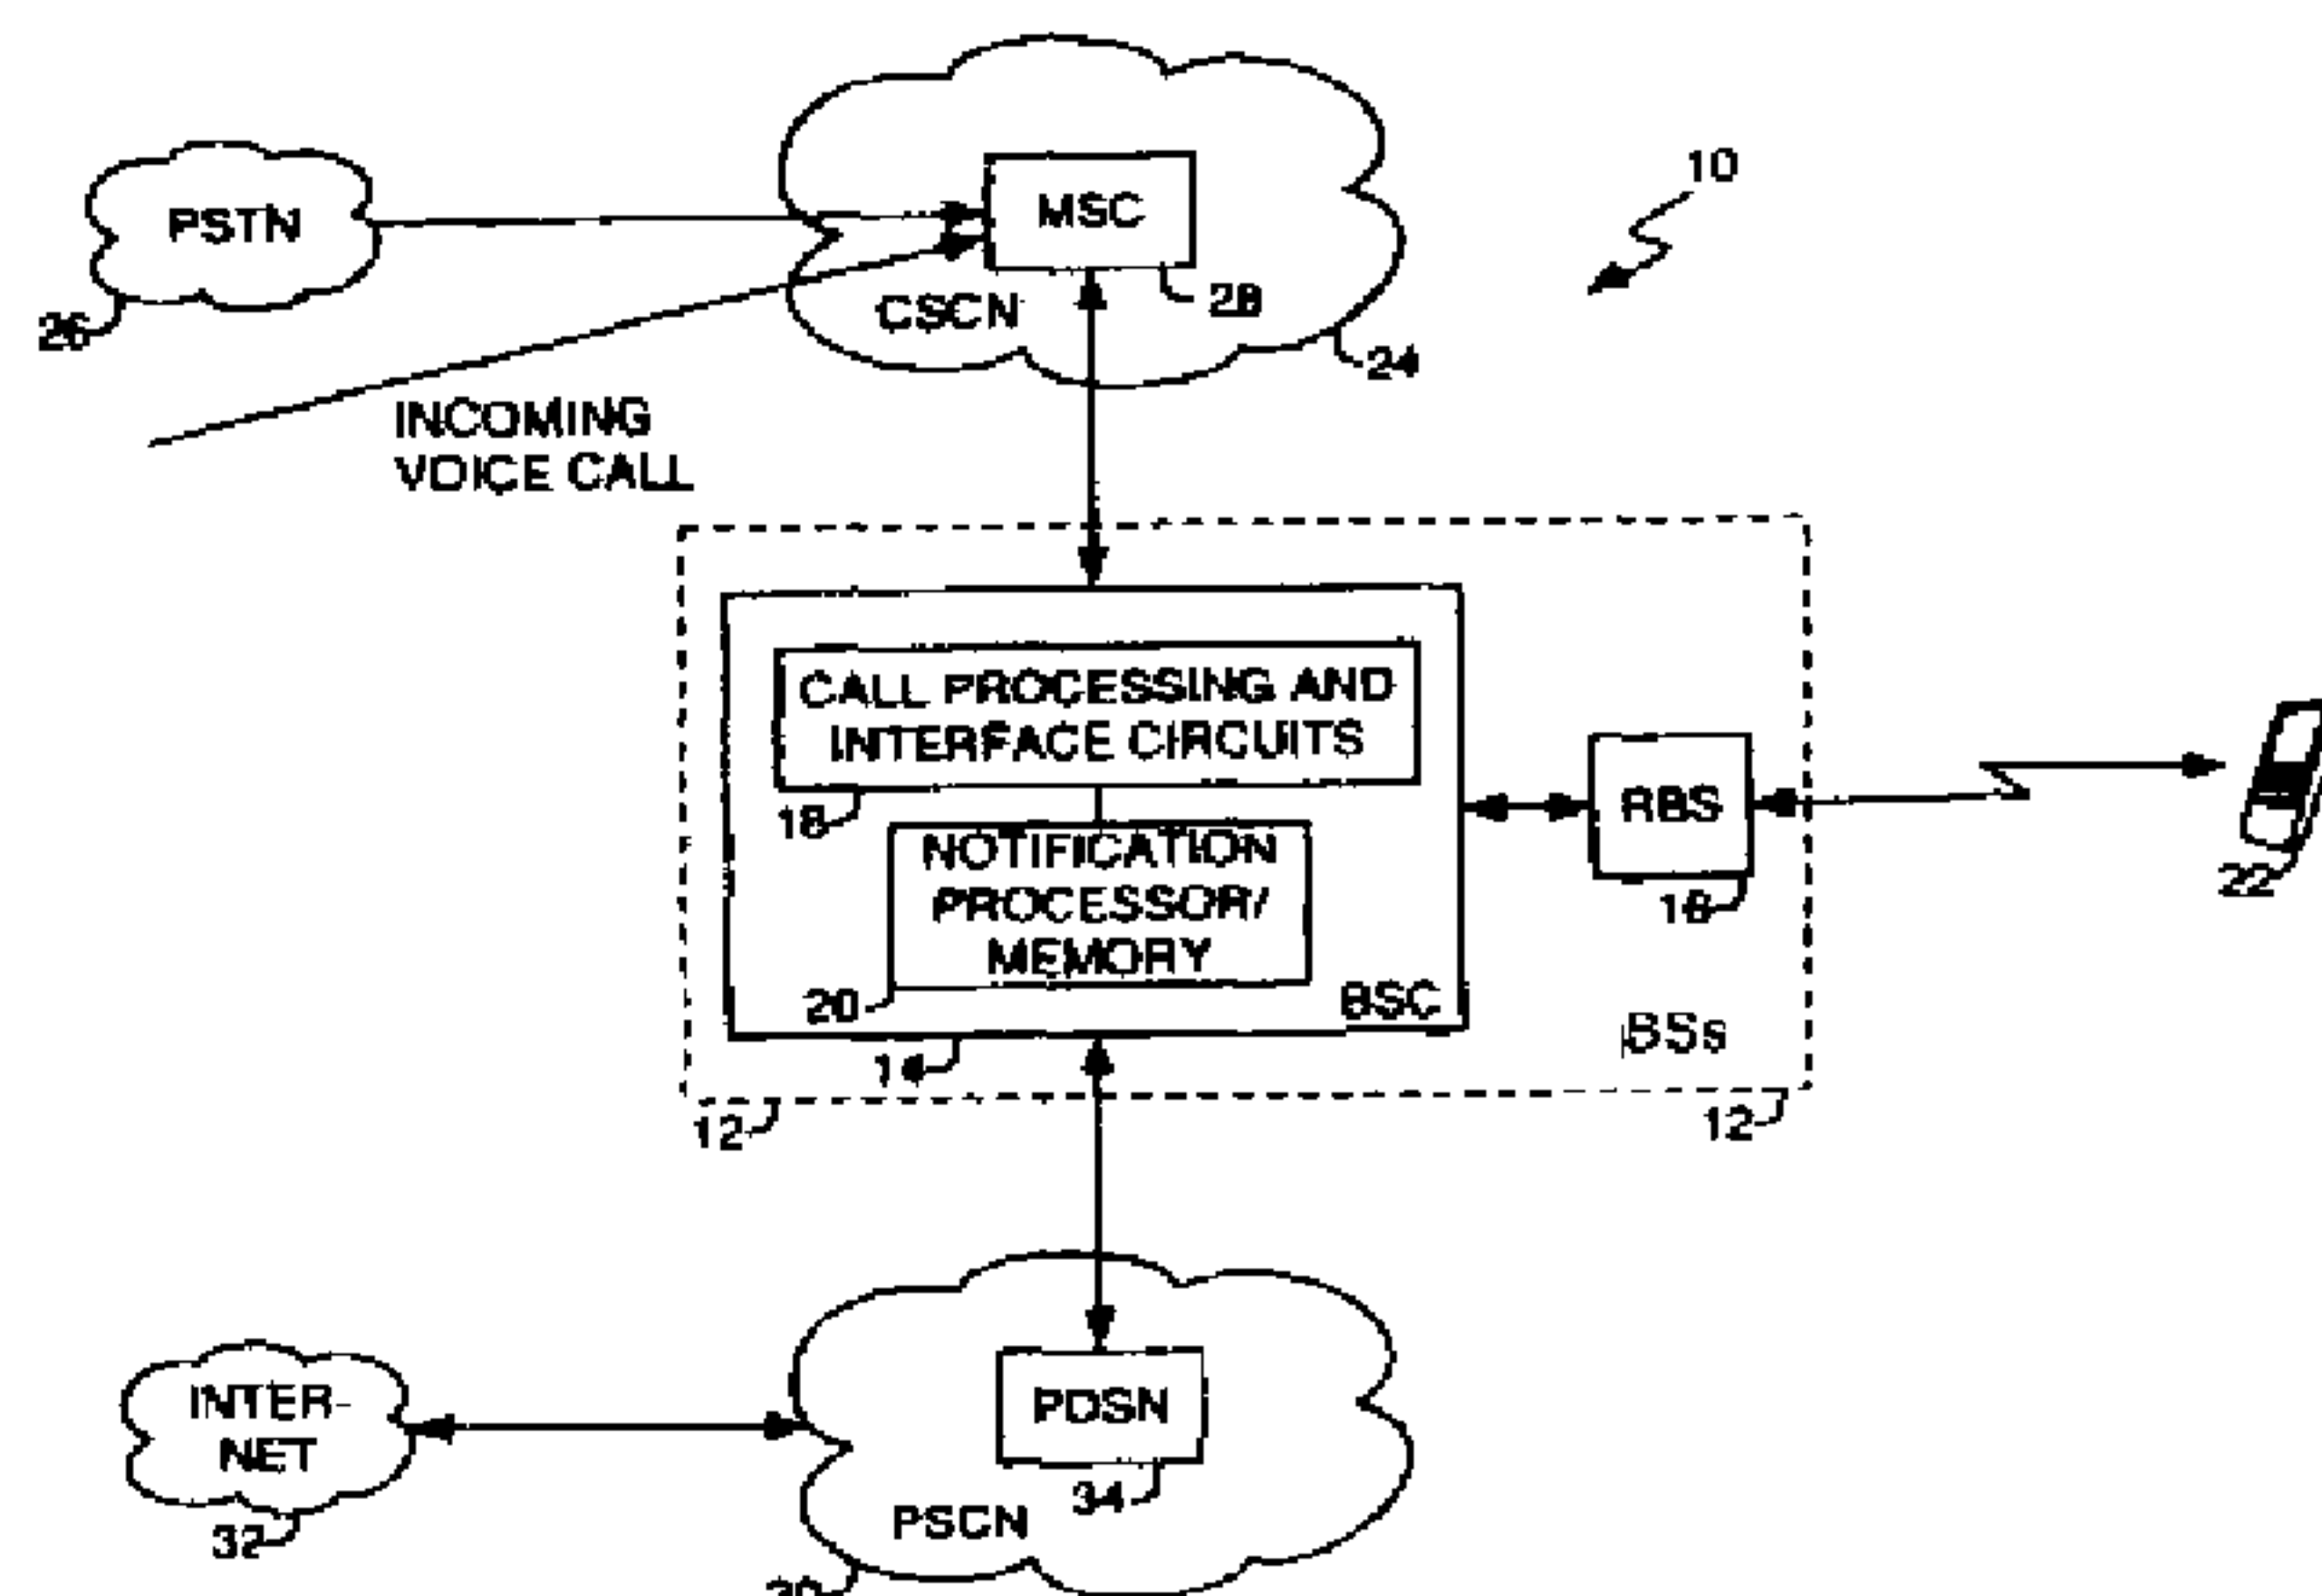 10
PSTN
MSC
26
CSCN
28
24
INCOMING
VOICE CALL
CALL PROCESSING AND
INTERFACE CIRCUITS
18
RBS
NOTIFICATION
PROCESSOR/
MEMORY
16
22
20
BSC
BSs
14
12
12
INTER-
NET
PDSN
34
PSCN
32
30